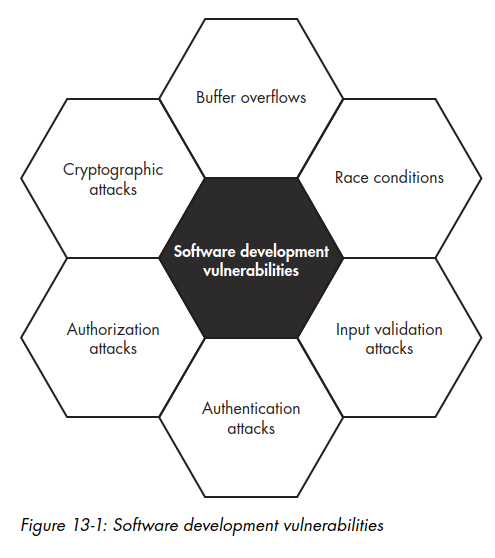 Buffer overflows
Cryptographic
attacks
Race conditions
Software development
vulnerabilities
Authorization
attacks
Input validation
attacks
Authentication
attacks
Figure 13-1: Software development vulnerabilities